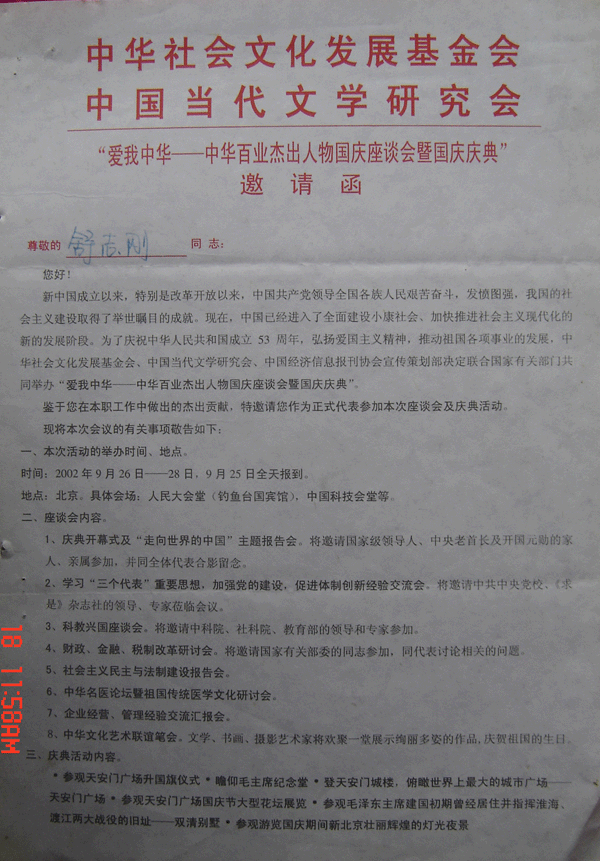 中华社会文化发展基金会
中国当代文学研究会
“爱我中华——中华百业杰出人物国庆座谈会暨国庆庆典”
邀请函
尊敬的 舒志刚 同志：
您好！
新中国成立以来，特别是改革开放以来，中国共产党领导全国各族人民艰苦奋斗，发愤图强，我国的社
会主义建设取得了举世瞩目的成就。现在，中国已经进入了全面建设小康社会、加快推进社会主义现代化的
新的发展阶段。为了庆祝中华人民共和国成立 53 周年，弘扬爱国主义精神，推动祖国各项事业的发展，中
华社会文化发展基金会、中国当代文学研究会、中国经济信息报刊协会宣传策划部决定联合国家有关部门共
同举办“爱我中华——中华百业杰出人物国庆座谈会暨国庆庆典”。
鉴于您在本职工作中做出的杰出贡献，特邀请您作为正式代表参加本次座谈会及庆典活动。
现将本次会议的有关事项敬告如下：
一、本次活动的举办时间、地点。
时间：2002 年 9 月 26 日——28 日，9 月 25 日全天报到。
地点：北京。具体会场：人民大会堂（钓鱼台国宾馆），中国科技会堂等。
二、座谈会内容。
1、庆典开幕式及“走向世界的中国”主题报告会。将邀请国家级领导人、中央老首长及开国元勋的家
人、亲属参加，并同全体代表合影留念。
2、学习“三个代表”重要思想，加强党的建设，促进体制创新经验交流会。将邀请中共中央党校、《求
是》杂志社的领导、专家莅临会议。
3、科教兴国座谈会。将邀请中科院、社科院、教育部的领导和专家参加。
4、财政、金融、税制改革研讨会。将邀请国家有关部委的同志参加，同代表讨论相关的问题。
5、社会主义民主与法制建设报告会。
6、中华名医论坛暨祖国传统医学文化研讨会。
7、企业经营、管理经验交流汇报会。
8、中华文化艺术联谊笔会。文学、书画、摄影艺术家将欢聚一堂展示绚丽多姿的作品，庆贺祖国的生日。
三、庆典活动内容。
* 参观天安门广场升国旗仪式 * 瞻仰毛主席纪念堂 * 登天安门城楼，俯瞰世界上最大的城市广场——
天安门广场 * 参观天安门广场国庆节大型花坛展览 * 参观毛泽东主席建国初期曾经居住并指挥淮海、
渡江两大战役的旧址——双清别墅 * 参观游览国庆期间新北京壮丽辉煌的灯光夜景
18 11:58AM